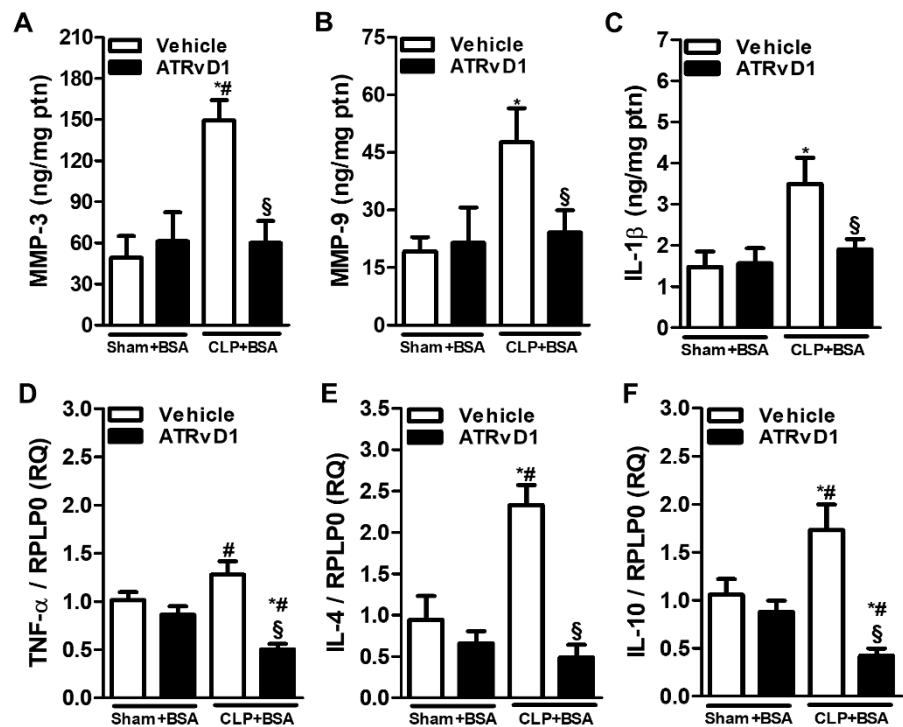 A
MMP-3 (ng/mg ptn)
210
180
150
120
90
60
30
0
Vehicle
ATRvD1
*#
§
Sham+BSA CLP+BSA
B
MMP-9 (ng/mg ptn)
75
60
45
30
15
0
Vehicle
ATRvD1
*
§
Sham+BSA CLP+BSA
C
IL-1β (ng/mg ptn)
7
6
5
4
3
2
1
0
Vehicle
ATRvD1
*
§
Sham+BSA CLP+BSA
D
TNF-α / RPLP0 (RQ)
3.0
2.5
2.0
1.5
1.0
0.5
0.0
Vehicle
ATRvD1
#
*#
§
Sham+BSA CLP+BSA
E
IL-4 / RPLP0 (RQ)
3.5
3.0
2.5
2.0
1.5
1.0
0.5
0.0
Vehicle
ATRvD1
*#
§
Sham+BSA CLP+BSA
F
IL-10 / RPLP0 (RQ)
3.0
2.5
2.0
1.5
1.0
0.5
0.0
Vehicle
ATRvD1
*#
*#
§
Sham+BSA CLP+BSA